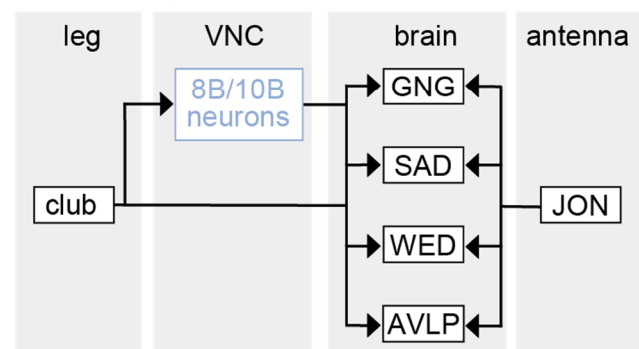 leg VNC brain antenna
8B/10B
neurons
GNG
SAD
club
JON
WED
AVLP